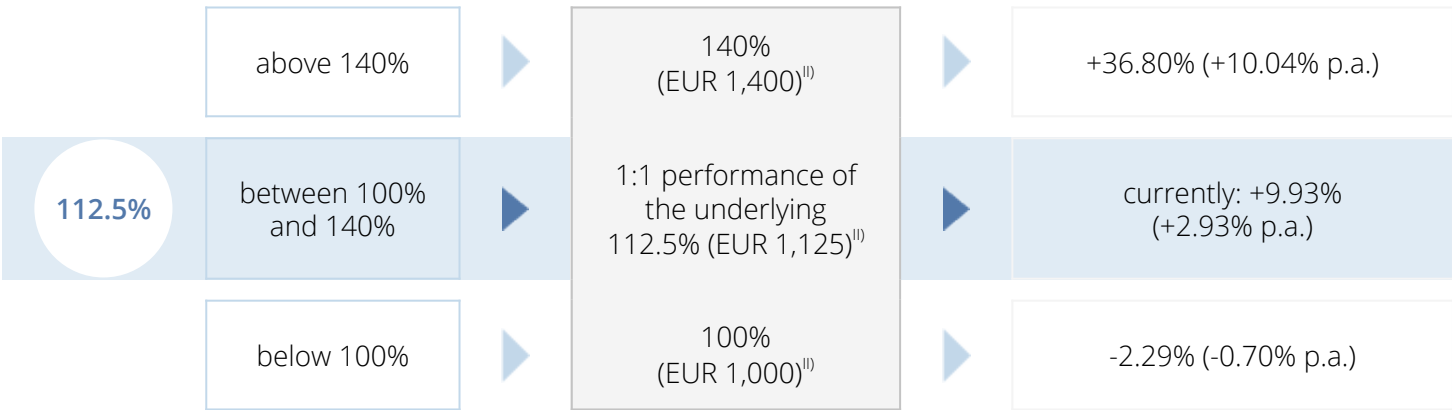 above 140%
140%
(EUR 1,400)II)
+36.80% (+10.04% p.a.)
112.5%
between 100%
and 140%
1:1 performance of
the underlying
112.5% (EUR 1,125)II)
currently: +9.93%
(+2.93% p.a.)
below 100%
100%
(EUR 1,000)II)
-2.29% (-0.70% p.a.)